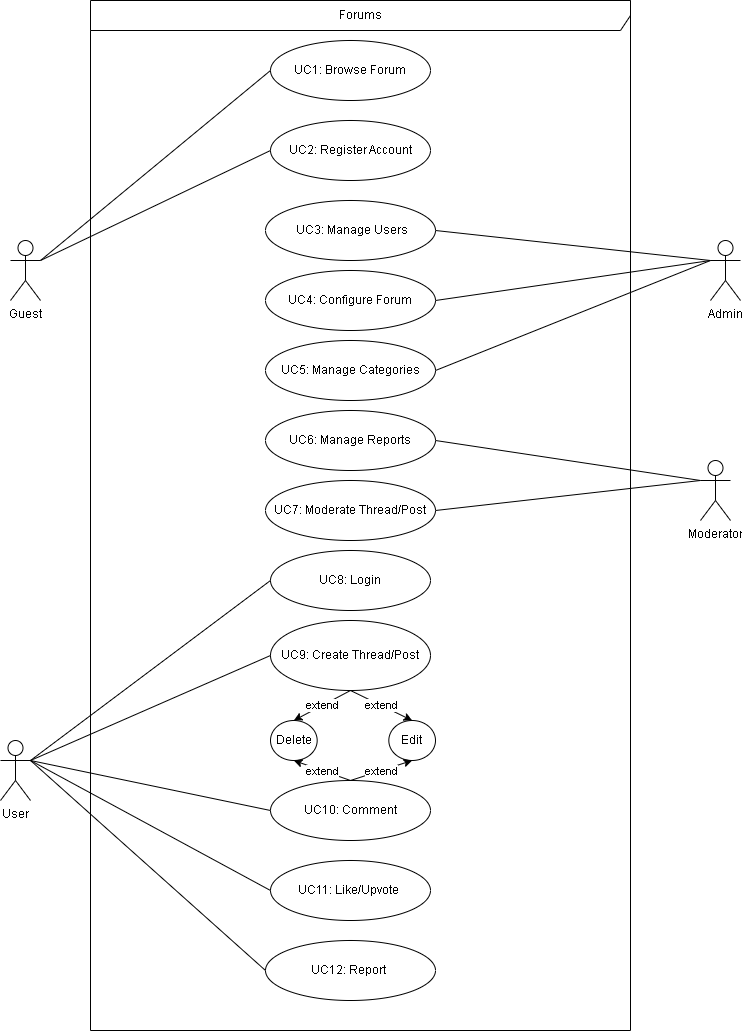 Forums
UC1: Browse Forum
UC2: Register Account
UC3: Manage Users
Guest
UC4: Configure Forum
Admin
UC5: Manage Categories
UC6: Manage Reports
UC7: Moderate Thread/Post
Moderator
UC8: Login
UC9: Create Thread/Post
extend
extend
Delete
Edit
extend
extend
User
UC10: Comment
UC11: Like/Upvote
UC12: Report